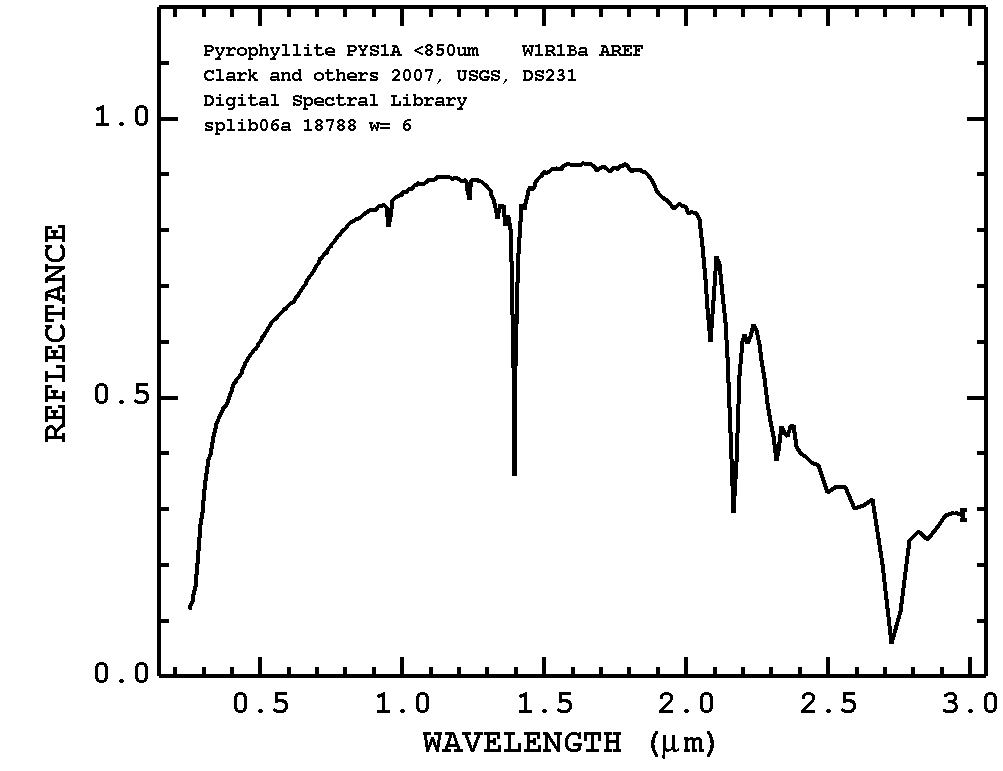 Pyrophyllite PYS1A <850um    W1R1Ba AREF
Clark and others 2007, USGS, DS231
Digital Spectral Library
splib06a 18788 w= 6
1.0
0.5
0.0
REFLECTANCE
0.5 1.0 1.5 2.0 2.5 3.0
WAVELENGTH (μm)